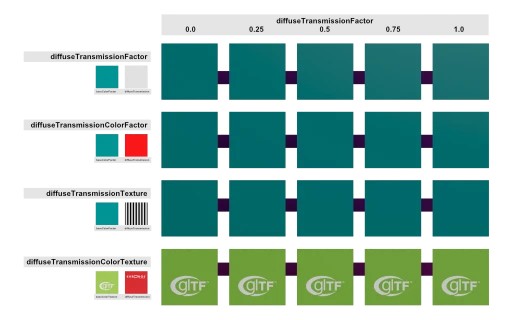 diffuseTransmissionFactor
0.0 0.25 0.5 0.75 1.0
diffuseTransmissionFactor
diffuseTransmissionColorFactor
diffuseTransmissionTexture
diffuseTransmissionColorTexture
glTF glTF glTF glTF glTF
glTF